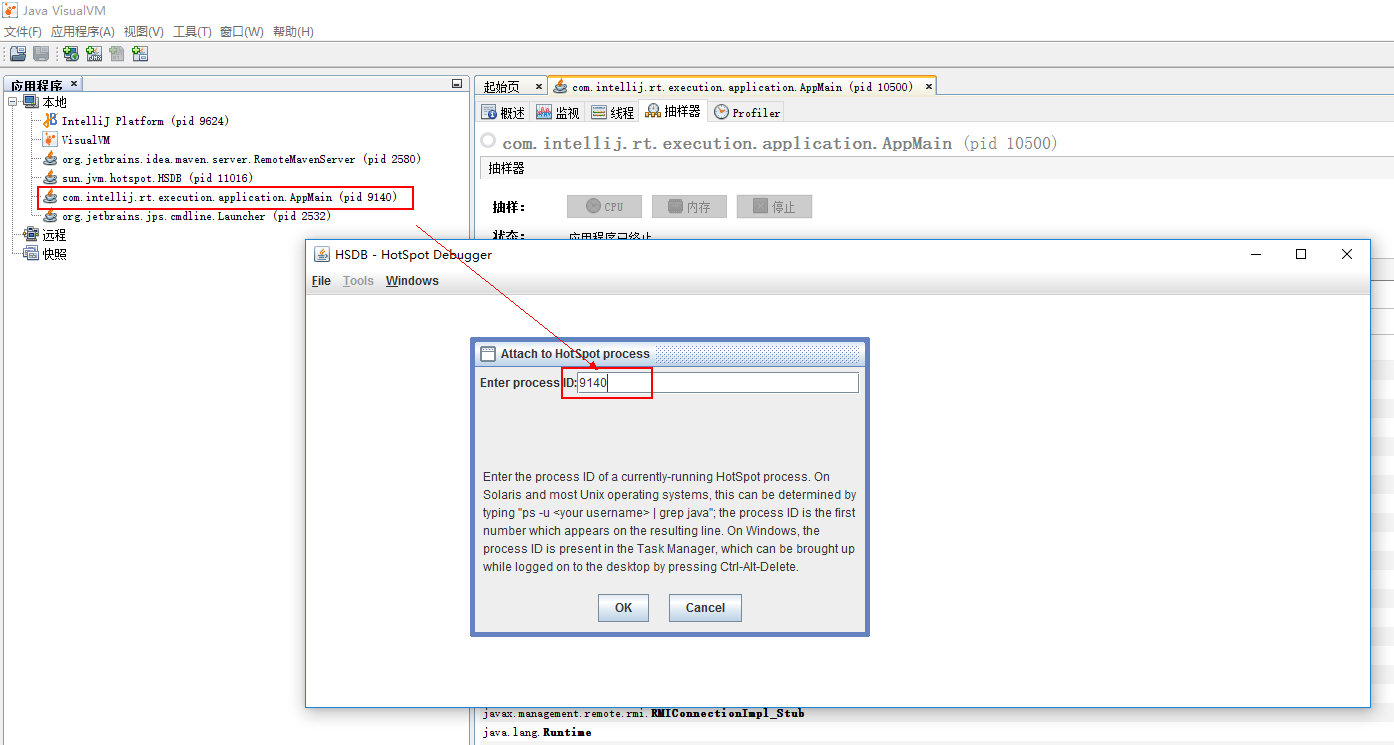 Java VisualVM
文件(F) 应用程序(A) 视图(V) 工具(T) 窗口(W) 帮助(H)
应用程序 ×
本地
IntelliJ Platform (pid 9624)
VisualVM
org.jetbrains.idea.maven.server.RemoteMavenServer (pid 2580)
sun.jvm.hotspot.HSDB (pid 11016)
com.intellij.rt.execution.application.AppMain (pid 9140)
org.jetbrains.jps.cmdline.Launcher (pid 2532)
远程
快照
起始页 × com.intellij.rt.execution.application.AppMain (pid 10500) ×
概述 监视 线程 抽样器 Profiler
com.intellij.rt.execution.application.AppMain (pid 10500)
抽样器
抽样: CPU 内存 停止
状态: 应用程序已终止
HSDB - HotSpot Debugger
File Tools Windows
Attach to HotSpot process
Enter process ID: 9140
Enter the process ID of a currently-running HotSpot process. On
Solaris and most Unix operating systems, this can be determined by
typing "ps -u <your username> | grep java"; the process ID is the first
number which appears on the resulting line. On Windows, the
process ID is present in the Task Manager, which can be brought up
while logged on to the desktop by pressing Ctrl-Alt-Delete.
OK Cancel
javax.management.remote.rmi.RMIConnectionImpl_Stub
java.lang.Runtime